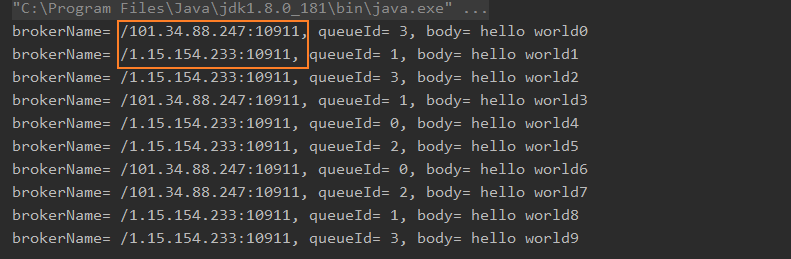 "C:\Program Files\Java\jdk1.8.0_181\bin\java.exe" ...
brokerName= /101.34.88.247:10911, queueId= 3, body= hello world0
brokerName= /1.15.154.233:10911, queueId= 1, body= hello world1
brokerName= /1.15.154.233:10911, queueId= 3, body= hello world2
brokerName= /101.34.88.247:10911, queueId= 1, body= hello world3
brokerName= /1.15.154.233:10911, queueId= 0, body= hello world4
brokerName= /1.15.154.233:10911, queueId= 2, body= hello world5
brokerName= /101.34.88.247:10911, queueId= 0, body= hello world6
brokerName= /101.34.88.247:10911, queueId= 2, body= hello world7
brokerName= /1.15.154.233:10911, queueId= 1, body= hello world8
brokerName= /1.15.154.233:10911, queueId= 3, body= hello world9